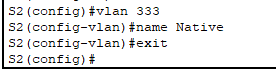 S2(config)#vlan 333
S2(config-vlan)#name Native
S2(config-vlan)#exit
S2(config)#